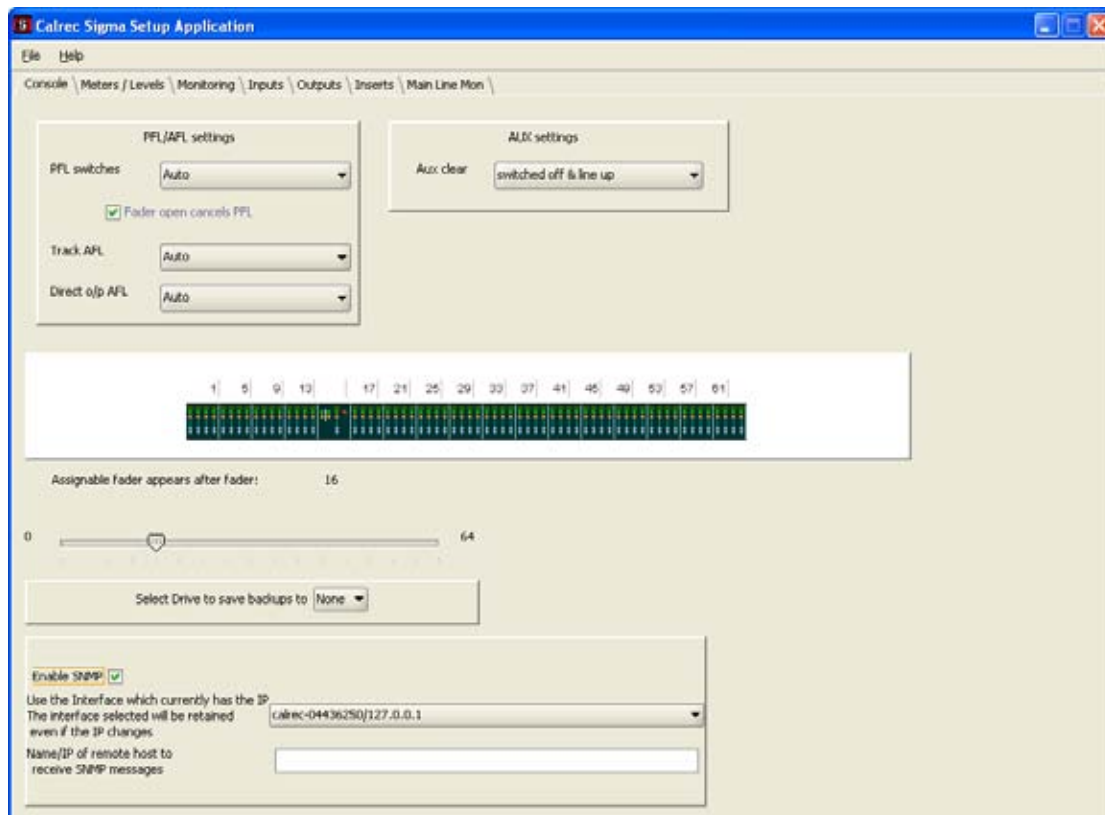 Calrec Sigma Setup Application
File Help
Console Meters / Levels Monitoring Inputs Outputs Inserts Main Line Mon
PFL/AFL settings
PFL switches Auto
Fader open cancels PFL
Track AFL Auto
Direct o/p AFL Auto
AUX settings
Aux clear switched off & line up
1 5 9 13 17 21 25 29 33 37 41 45 49 53 57 61
Assignable fader appears after fader: 16
0 64
Select Drive to save backups to None
Enable SNMP
Use the Interface which currently has the IP
The interface selected will be retained
even if the IP changes
calrec-04436250/127.0.0.1
Name/IP of remote host to
receive SNMP messages